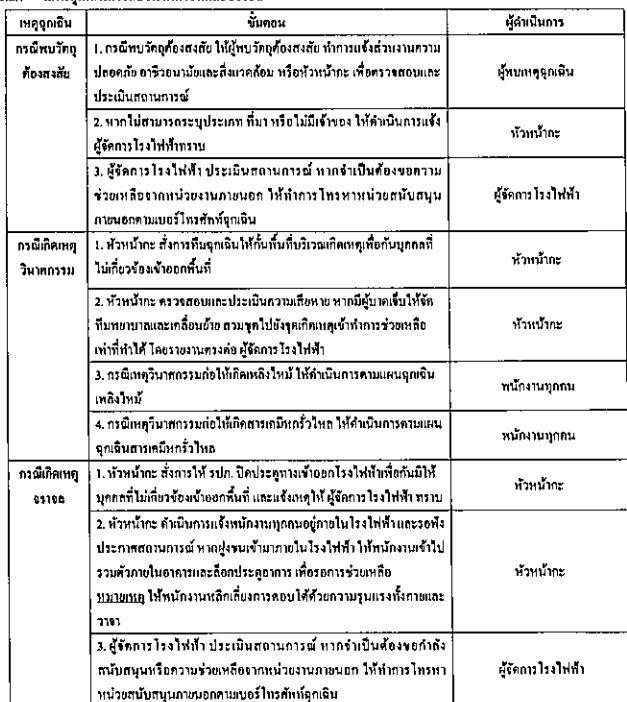 เหตุฉุกเฉิน ขั้นตอน ผู้ดำเนินการ
กรณีพบวัตถุ
ต้องสงสัย
1. กรณีพบวัตถุต้องสงสัย ให้ผู้พบวัตถุต้องสงสัย ทำการแจ้งส่วนงานความ
ปลอดภัย อาชีวอนามัยและสิ่งแวดล้อม หรือหัวหน้ากะ เพื่อตรวจสอบและ
ประเมินสถานการณ์
ผู้พบเหตุฉุกเฉิน
2. หากไม่สามารถระบุประเภท ที่มา หรือไม่มีเจ้าของ ให้ดำเนินการแจ้ง
ผู้จัดการโรงไฟฟ้าทราบ
หัวหน้ากะ
3. ผู้จัดการโรงไฟฟ้า ประเมินสถานการณ์ หากจำเป็นต้องขอความ
ช่วยเหลือจากหน่วยงานภายนอก ให้ทำการโทรหาหน่วยสนับสนุน
ภายนอกตามเบอร์โทรศัพท์ฉุกเฉิน
ผู้จัดการโรงไฟฟ้า
กรณีเกิดเหตุ
วินาศกรรม
1. หัวหน้ากะ สั่งการทีมฉุกเฉินให้กั้นพื้นที่บริเวณเกิดเหตุเพื่อกันบุคคลที่
ไม่เกี่ยวข้องเข้าออกพื้นที่
หัวหน้ากะ
2. หัวหน้ากะ ตรวจสอบและประเมินความเสียหาย หากมีผู้บาดเจ็บให้จัด
ทีมพยาบาลและเคลื่อนย้าย สวมชุดไปยังจุดเกิดเหตุเข้าทำการช่วยเหลือ
เท่าที่ทำได้ โดยรายงานตรงต่อ ผู้จัดการโรงไฟฟ้า
หัวหน้ากะ
3. กรณีเหตุวินาศกรรมก่อให้เกิดเพลิงไหม้ ให้ดำเนินการตามแผนฉุกเฉิน
เพลิงไหม้
พนักงานทุกคน
4. กรณีเหตุวินาศกรรมก่อให้เกิดสารเคมีหกรั่วไหล ให้ดำเนินการตามแผน
ฉุกเฉินสารเคมีหกรั่วไหล
พนักงานทุกคน
กรณีเกิดเหตุ
จราจล
1. หัวหน้ากะ สั่งการให้ รปภ. ปิดประตูทางเข้าออกโรงไฟฟ้าเพื่อกันมิให้
บุคคลที่ไม่เกี่ยวข้องเข้าออกพื้นที่ และแจ้งเหตุให้ ผู้จัดการโรงไฟฟ้า ทราบ
หัวหน้ากะ
2. หัวหน้ากะ ดำเนินการแจ้งพนักงานทุกคนอยู่ภายในโรงไฟฟ้าและรอฟัง
ประกาศสถานการณ์ หากฝูงชนเข้ามาภายในโรงไฟฟ้า ให้พนักงานเข้าไป
รวมตัวภายในอาคารและล็อกประตูอาคาร เพื่อรอการช่วยเหลือ
หมายเหตุ ให้พนักงานหลีกเลี่ยงการตอบโต้ด้วยความรุนแรงทั้งกายและ
วาจา
หัวหน้ากะ
3. ผู้จัดการโรงไฟฟ้า ประเมินสถานการณ์ หากจำเป็นต้องขอกำลัง
สนับสนุนหรือความช่วยเหลือจากหน่วยงานภายนอก ให้ทำการโทรหา
หน่วยสนับสนุนภายนอกตามเบอร์โทรศัพท์ฉุกเฉิน
ผู้จัดการโรงไฟฟ้า